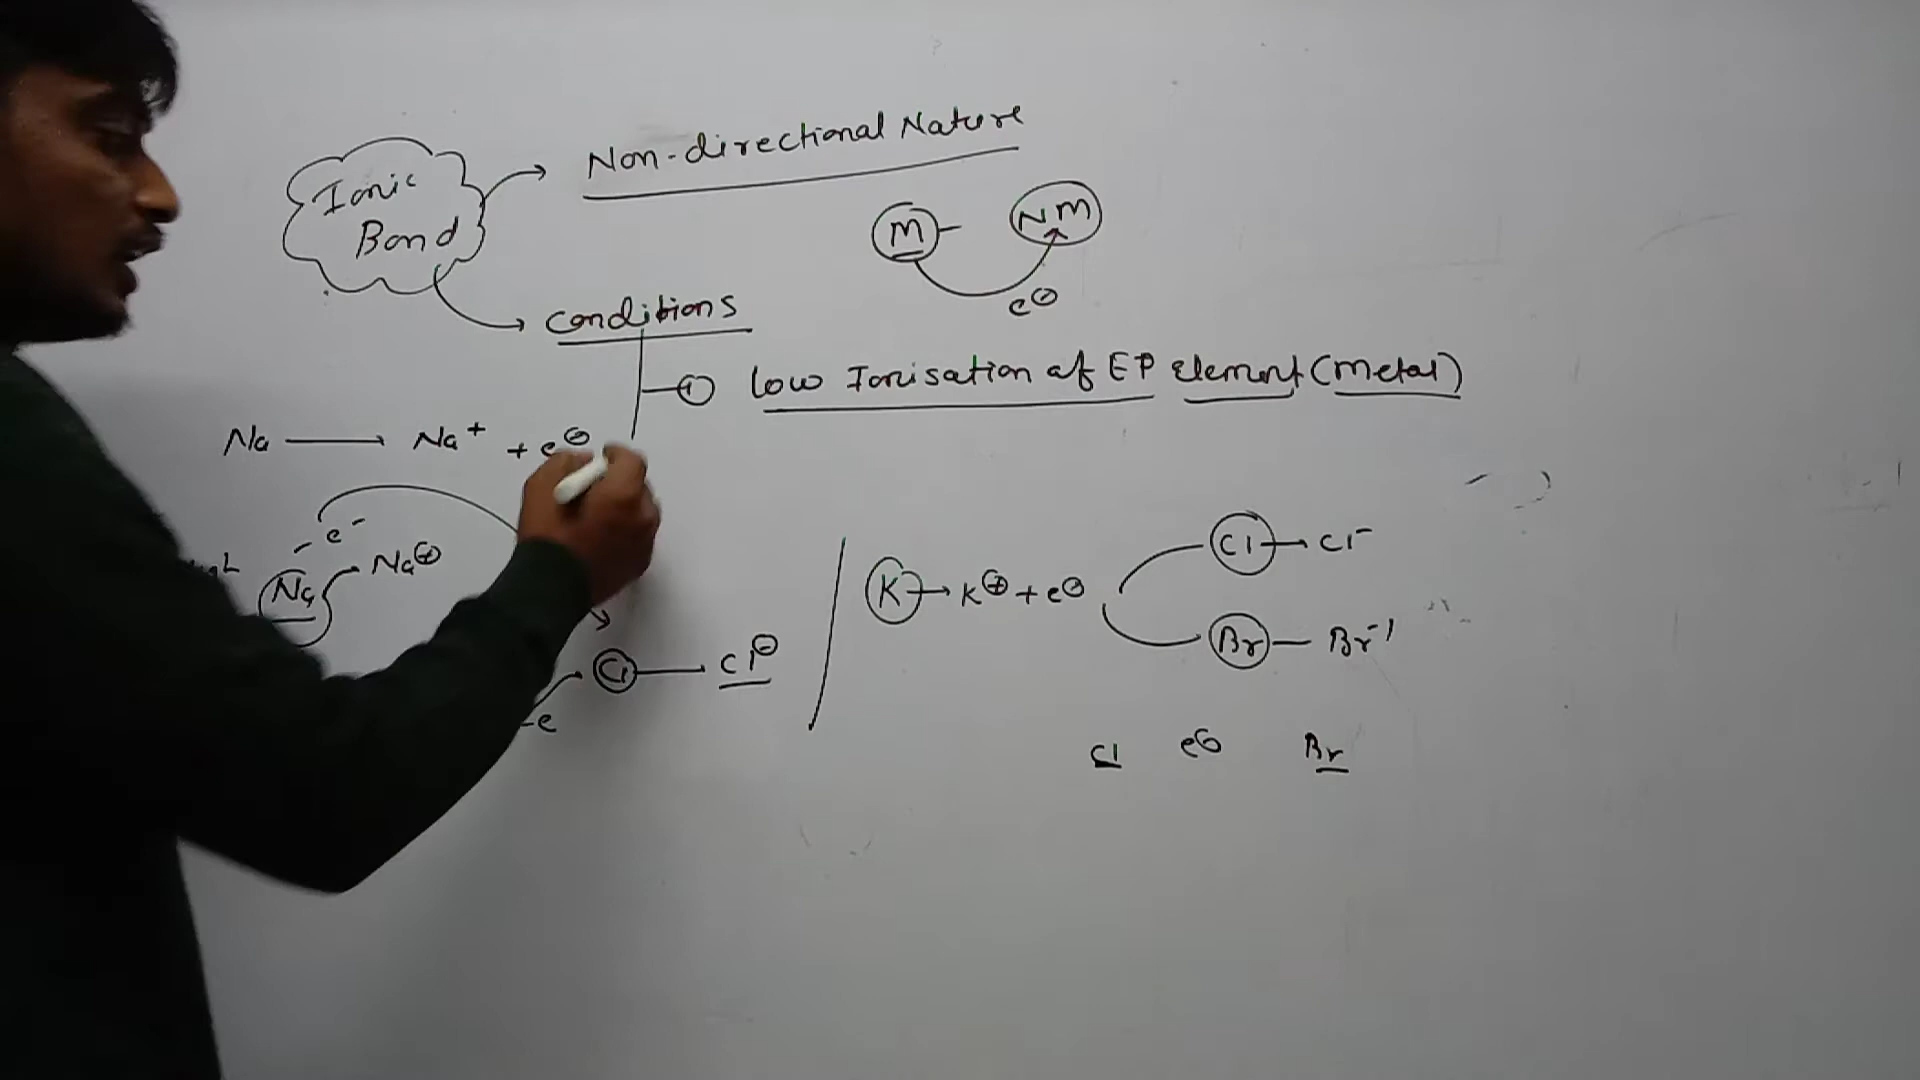 Ionic
Bond
Non-directional Nature
M
NM
e⊖
conditions
① low Ionisation of EP Element (Metal)
Na → Na⁺ + e⊖
e⁻
Na
Na⊕
e
Cl
Cl⊖
K → K⊕ + e⊖
Cl → Cl⁻
Br — Br⁻¹
Cl e⊖ Br